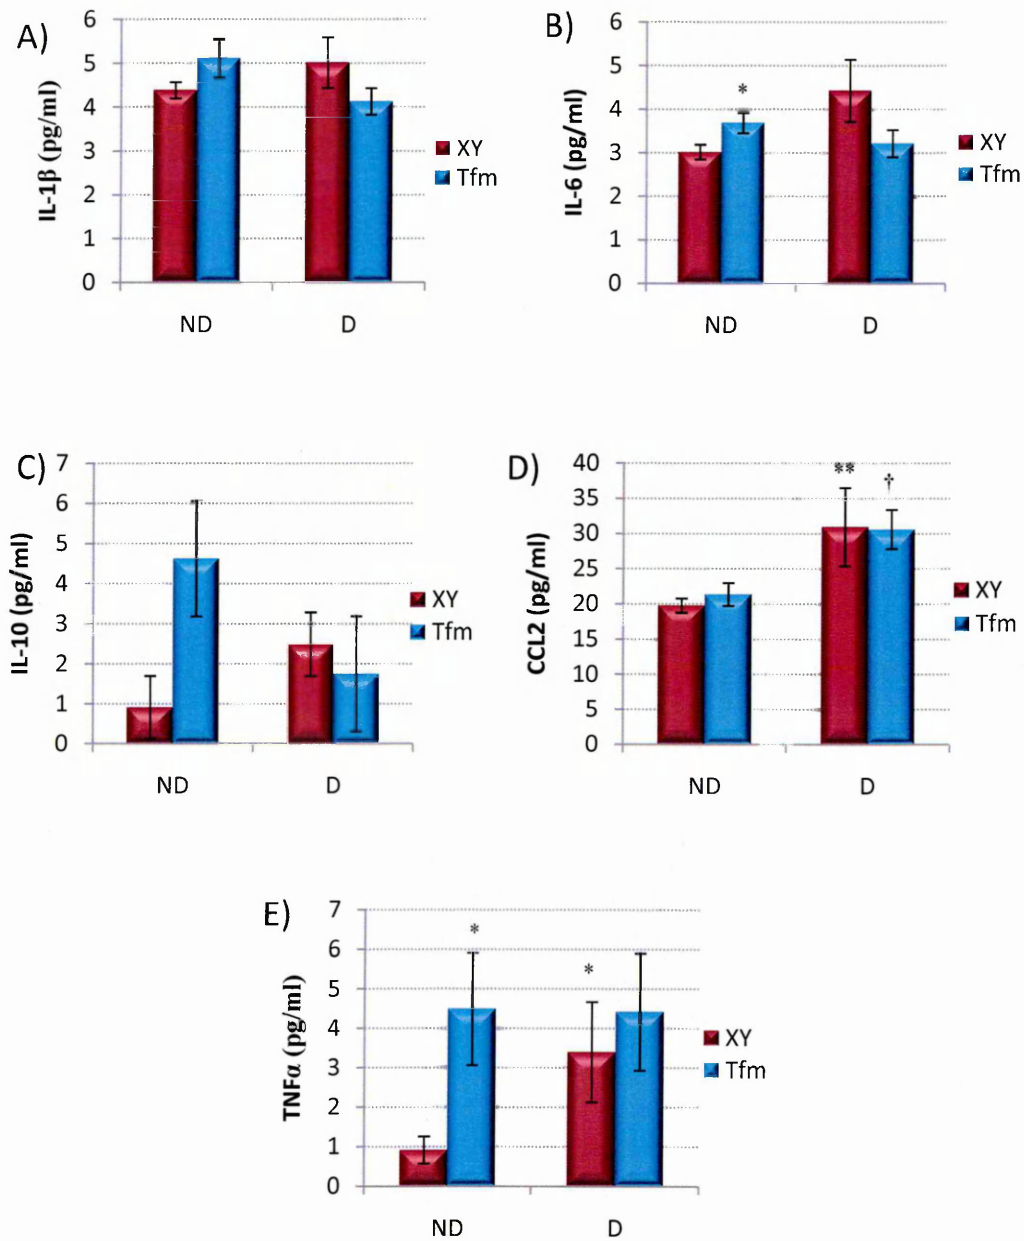 A)
IL-1β (pg/ml)
6
5
4
3
2
1
0
ND
D
XY
Tfm
B)
IL-6 (pg/ml)
6
5
4
3
2
1
0
*
ND
D
XY
Tfm
C)
IL-10 (pg/ml)
7
6
5
4
3
2
1
0
ND
D
XY
Tfm
D)
CCL2 (pg/ml)
40
35
30
25
20
15
10
5
0
**
†
ND
D
XY
Tfm
E)
TNFα (pg/ml)
7
6
5
4
3
2
1
0
*
*
ND
D
XY
Tfm